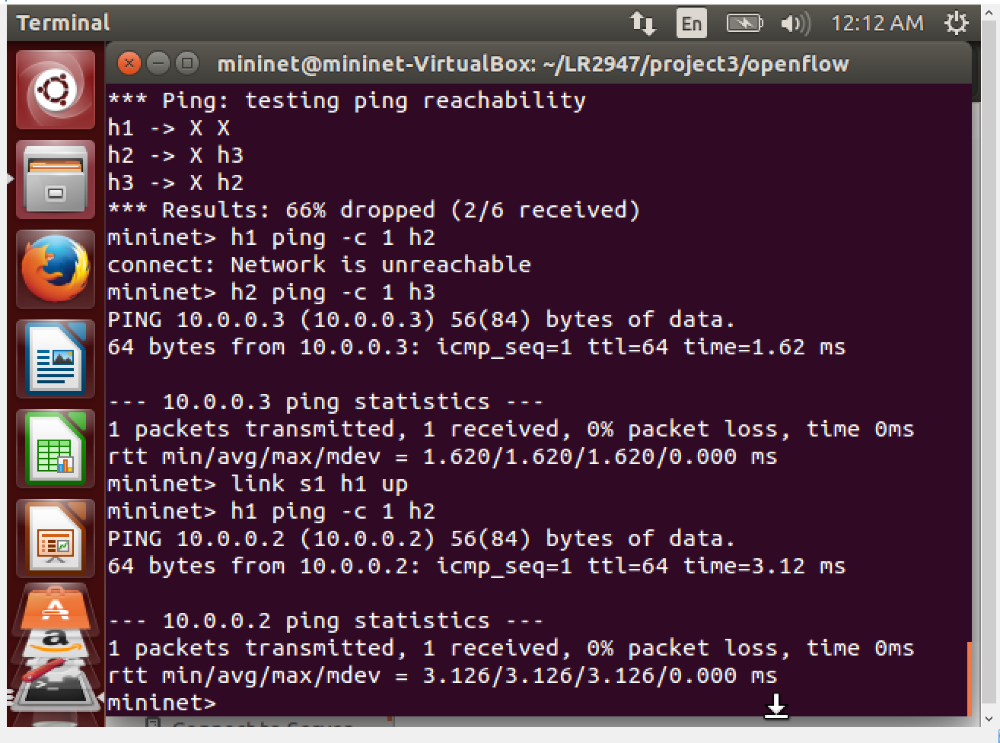 Terminal
En
12:12 AM
mininet@mininet-VirtualBox: ~/LR2947/project3/openflow
*** Ping: testing ping reachability
h1 -> X X
h2 -> X h3
h3 -> X h2
*** Results: 66% dropped (2/6 received)
mininet> h1 ping -c 1 h2
connect: Network is unreachable
mininet> h2 ping -c 1 h3
PING 10.0.0.3 (10.0.0.3) 56(84) bytes of data.
64 bytes from 10.0.0.3: icmp_seq=1 ttl=64 time=1.62 ms
--- 10.0.0.3 ping statistics ---
1 packets transmitted, 1 received, 0% packet loss, time 0ms
rtt min/avg/max/mdev = 1.620/1.620/1.620/0.000 ms
mininet> link s1 h1 up
mininet> h1 ping -c 1 h2
PING 10.0.0.2 (10.0.0.2) 56(84) bytes of data.
64 bytes from 10.0.0.2: icmp_seq=1 ttl=64 time=3.12 ms
--- 10.0.0.2 ping statistics ---
1 packets transmitted, 1 received, 0% packet loss, time 0ms
rtt min/avg/max/mdev = 3.126/3.126/3.126/0.000 ms
mininet>